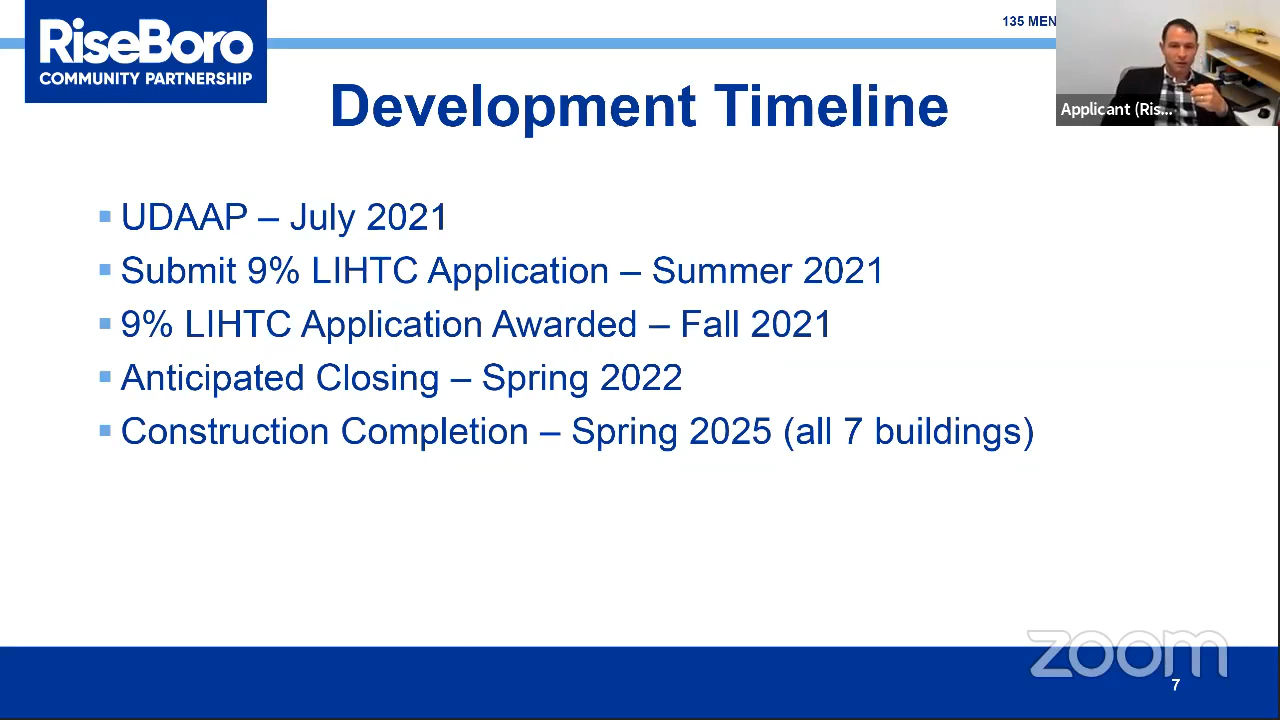 RiseBoro
COMMUNITY PARTNERSHIP
135 MEN
Applicant (Ris...
Development Timeline
UDAAP – July 2021
Submit 9% LIHTC Application – Summer 2021
9% LIHTC Application Awarded – Fall 2021
Anticipated Closing – Spring 2022
Construction Completion – Spring 2025 (all 7 buildings)
zoom
7